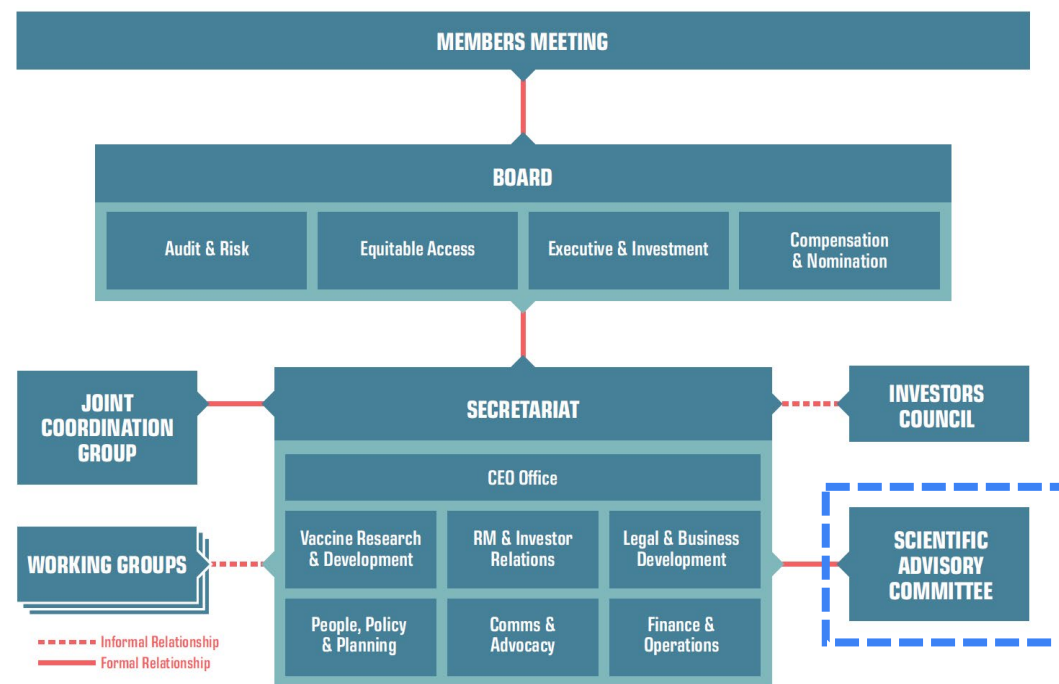 MEMBERS MEETING
BOARD
Audit & Risk
Equitable Access
Executive & Investment
Compensation
& Nomination
JOINT
COORDINATION
GROUP
SECRETARIAT
INVESTORS
COUNCIL
CEO Office
Vaccine Research
& Development
RM & Investor
Relations
Legal & Business
Development
WORKING GROUPS
SCIENTIFIC
ADVISORY
COMMITTEE
People, Policy
& Planning
Comms &
Advocacy
Finance &
Operations
Informal Relationship
Formal Relationship